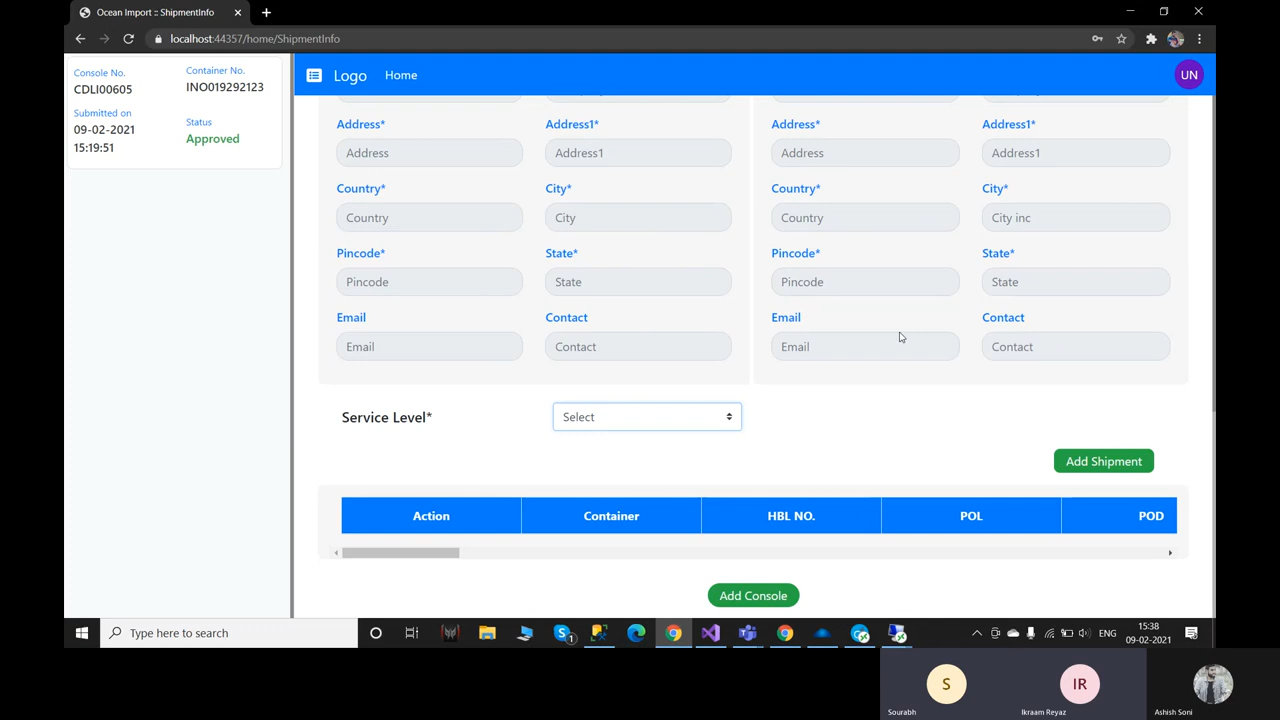 Ocean Import :: ShipmentInfo
localhost:44357/home/ShipmentInfo
Console No.
CDLI00605
Container No.
INO019292123
Submitted on
09-02-2021
15:19:51
Status
Approved
Logo
Home
UN
Address*
Address1*
Address*
Address1*
Address
Address1
Address
Address1
Country*
City*
Country*
City*
Country
City
Country
City inc
Pincode*
State*
Pincode*
State*
Pincode
State
Pincode
State
Email
Contact
Email
Contact
Email
Contact
Email
Contact
Service Level*
Select
Add Shipment
Action
Container
HBL NO.
POL
POD
Add Console
Type here to search
1
ENG
15:38
09-02-2021
S
IR
Sourabh
Ikraam Reyaz
Ashish Soni